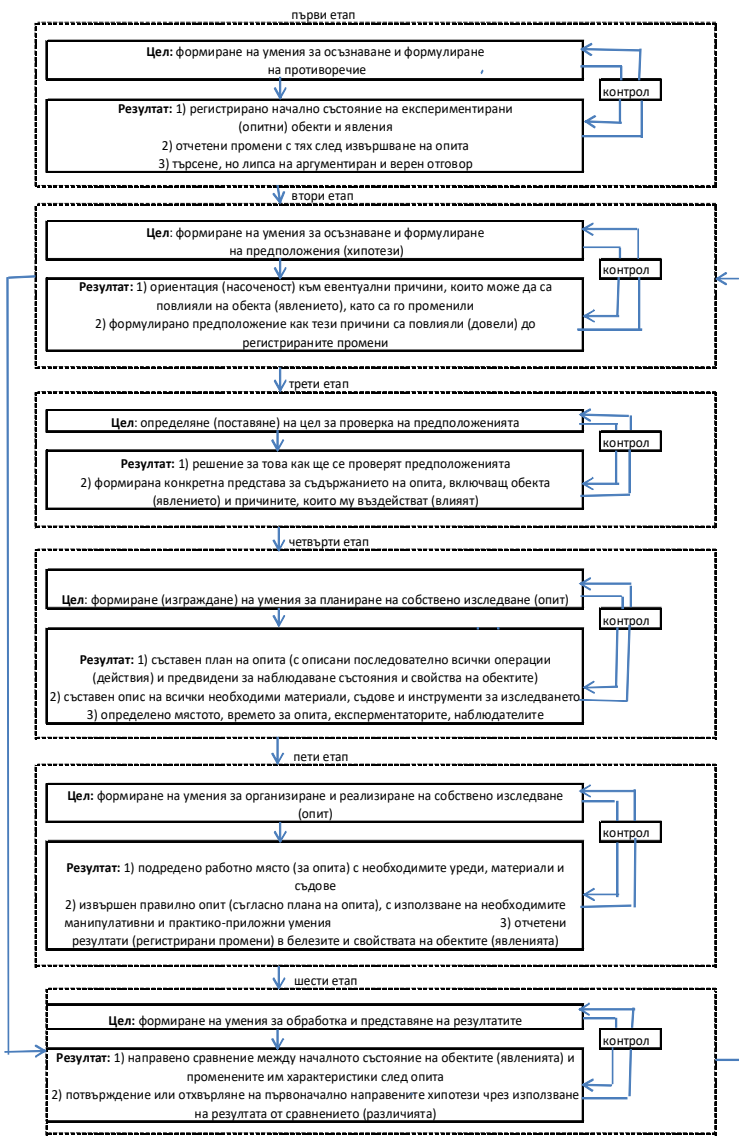 първи етап
Цел: формиране на умения за осъзнаване и формулиране
на противоречие
контрол
Резултат: 1) регистрирано начално състояние на експериментирани
(опитни) обекти и явления
2) отчетени промени с тях след извършване на опита
3) търсене, но липса на аргументиран и верен отговор
втори етап
Цел: формиране на умения за осъзнаване и формулиране
на предположения (хипотези)
контрол
Резултат: 1) ориентация (насоченост) към евентуални причини, които може да са
повлияли на обекта (явлението), като са го променили
2) формулирано предположение как тези причини са повлияли (довели) до
регистрираните промени
трети етап
Цел: определяне (поставяне) на цел за проверка на предположенията
контрол
Резултат: 1) решение за това как ще се проверят предположенията
2) формирана конкретна представа за съдържанието на опита, включващ обекта
(явлението) и причините, които му въздействат (влияят)
четвърти етап
Цел: формиране (изграждане) на умения за планиране на собствено изследване (опит)
контрол
Резултат: 1) съставен план на опита (с описани последователно всички операции
(действия) и предвидени за наблюдаване състояния и свойства на обектите)
2) съставен опис на всички необходими материали, съдове и инструменти за изследването
3) определено мястото, времето за опита, експерментаторите, наблюдателите
пети етап
Цел: формиране на умения за организиране и реализиране на собствено изследване
(опит)
контрол
Резултат: 1) подредено работно място (за опита) с необходимите уреди, материали и
съдове
2) извършен правилно опит (съгласно плана на опита), с използване на необходимите
манипулативни и практико-приложни умения 3) отчетени
резултати (регистрирани промени) в белезите и свойствата на обектите (явленията)
шести етап
Цел: формиране на умения за обработка и представяне на резултатите
контрол
Резултат: 1) направено сравнение между началното състояние на обектите (явленията) и
променените им характеристики след опита
2) потвърждение или отхвърляне на първоначално направените хипотези чрез използване
на резултата от сравнението (различията)